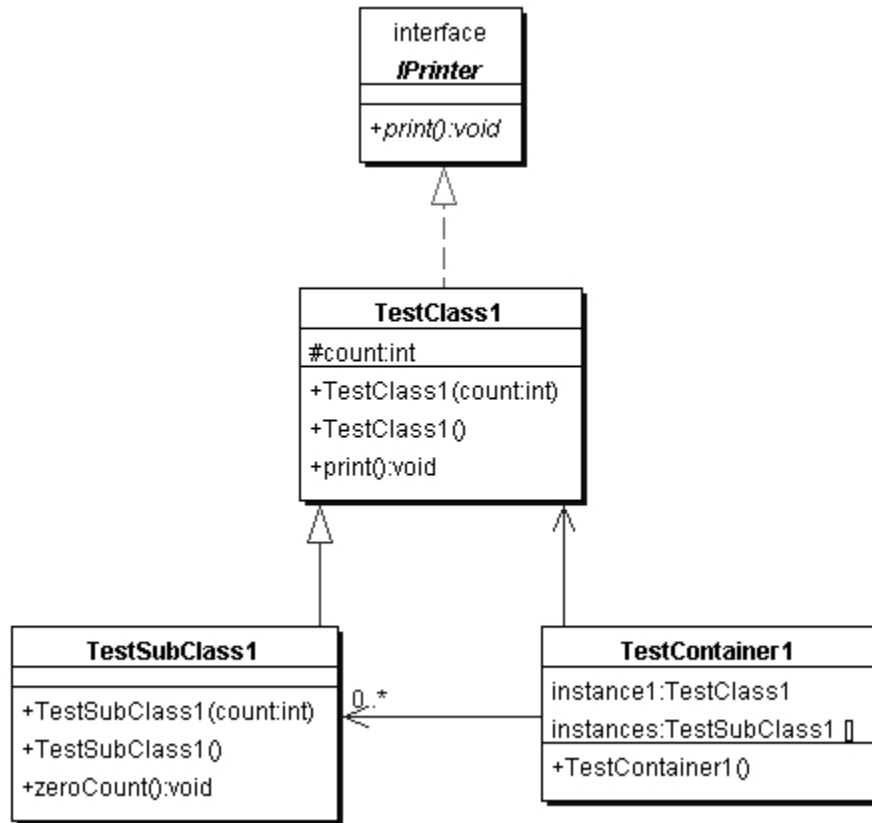 interface
IPrinter
+print():void
TestClass1
#count:int
+TestClass1(count:int)
+TestClass1()
+print():void
TestSubClass1
+TestSubClass1(count:int)
+TestSubClass1()
+zeroCount():void
0..*
TestContainer1
instance1:TestClass1
instances:TestSubClass1 []
+TestContainer1()